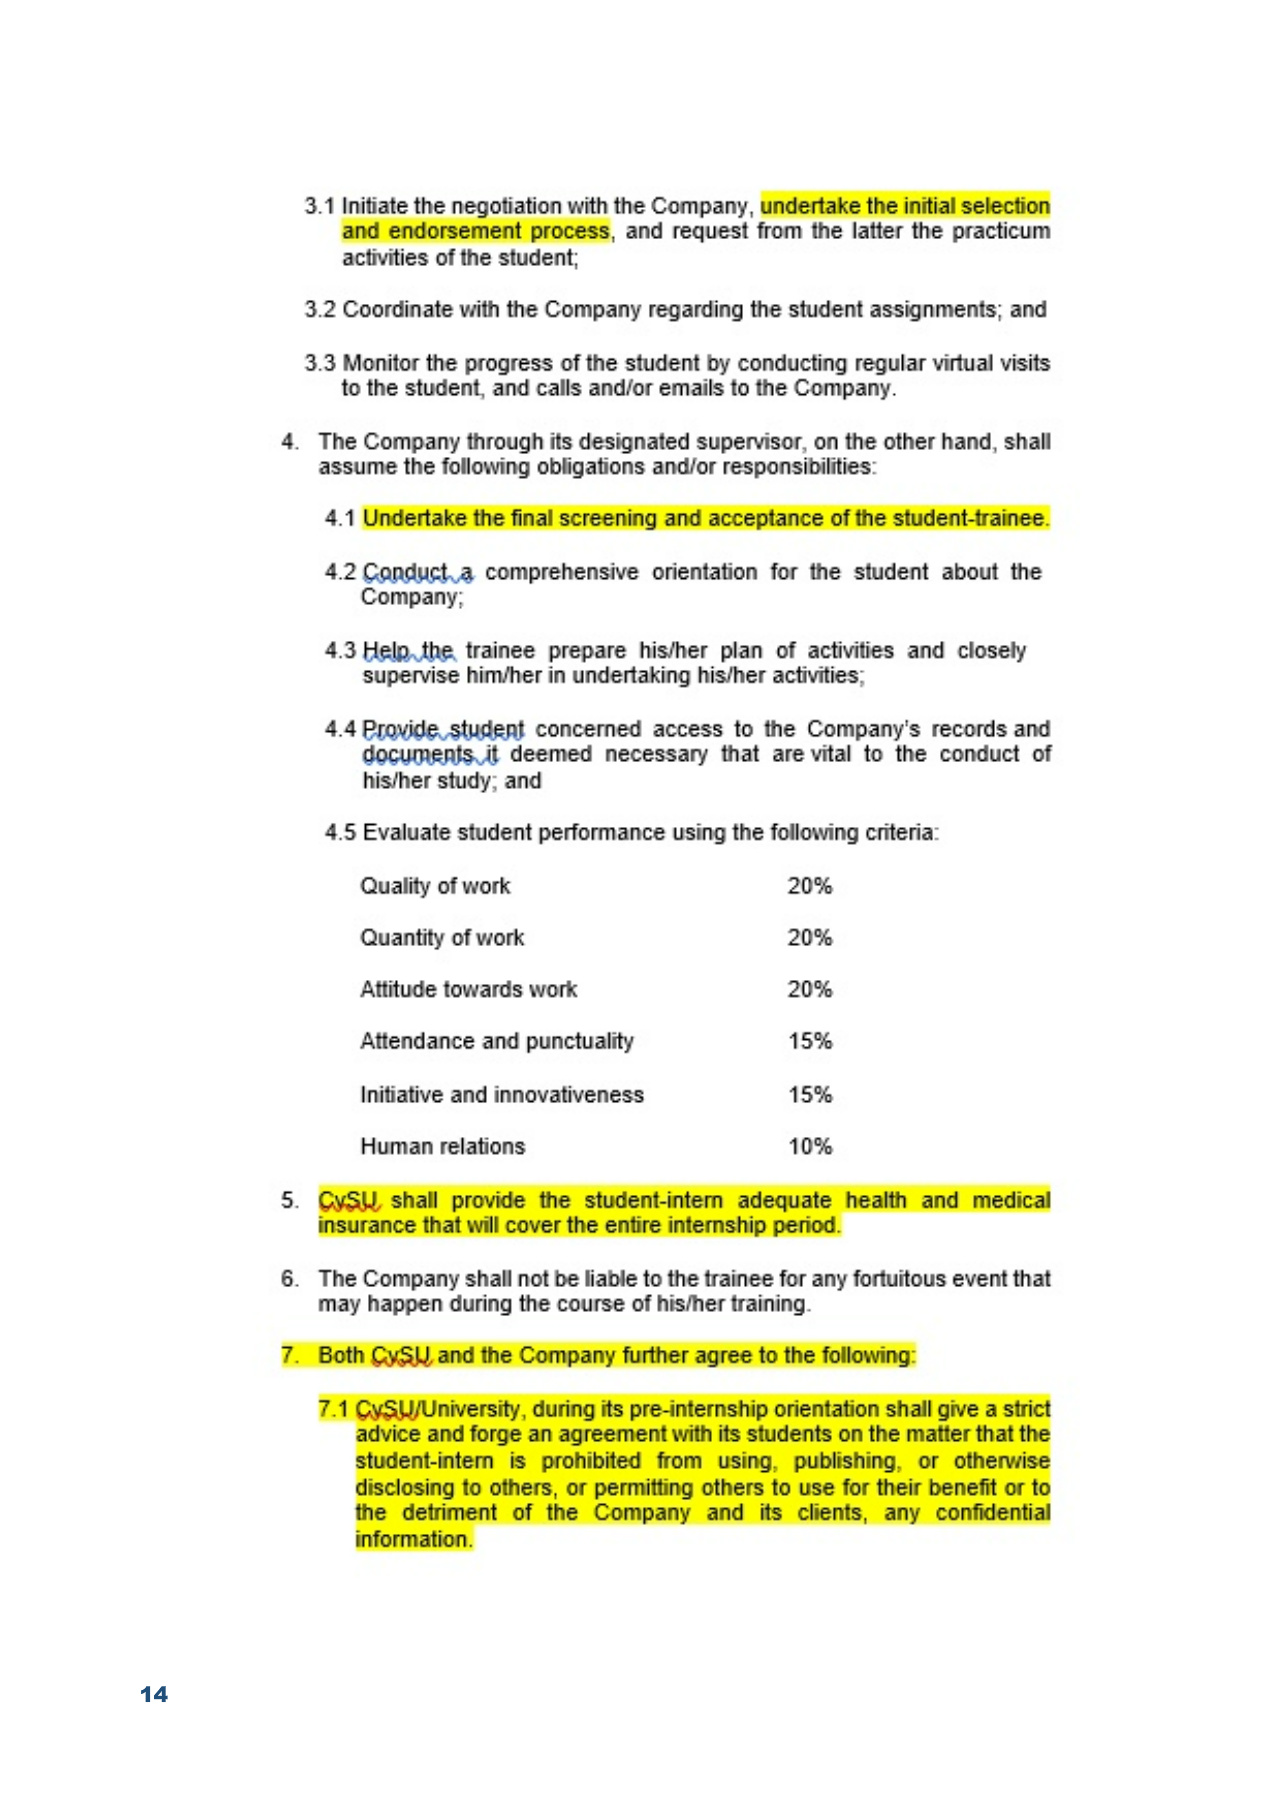 3.1 Initiate the negotiation with the Company, undertake the initial selection
and endorsement process, and request from the latter the practicum
activities of the student;
3.2 Coordinate with the Company regarding the student assignments; and
3.3 Monitor the progress of the student by conducting regular virtual visits
to the student, and calls and/or emails to the Company.
4. The Company through its designated supervisor, on the other hand, shall
assume the following obligations and/or responsibilities:
4.1 Undertake the final screening and acceptance of the student-trainee.
4.2 Conduct a comprehensive orientation for the student about the
Company;
4.3 Help the trainee prepare his/her plan of activities and closely
supervise him/her in undertaking his/her activities;
4.4 Provide student concerned access to the Company's records and
documents it deemed necessary that are vital to the conduct of
his/her study; and
4.5 Evaluate student performance using the following criteria:
Quality of work 20%
Quantity of work 20%
Attitude towards work 20%
Attendance and punctuality 15%
Initiative and innovativeness 15%
Human relations 10%
5. CvSU shall provide the student-intern adequate health and medical
insurance that will cover the entire internship period.
6. The Company shall not be liable to the trainee for any fortuitous event that
may happen during the course of his/her training.
7. Both CvSU and the Company further agree to the following:
7.1 CvSU/University, during its pre-internship orientation shall give a strict
advice and forge an agreement with its students on the matter that the
student-intern is prohibited from using, publishing, or otherwise
disclosing to others, or permitting others to use for their benefit or to
the detriment of the Company and its clients, any confidential
information.
14